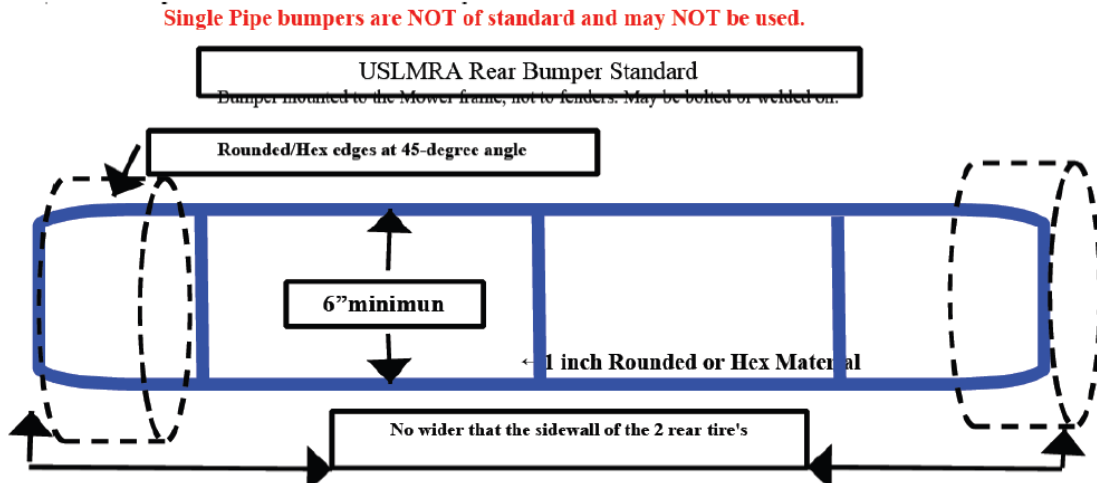 Single Pipe bumpers are NOT of standard and may NOT be used.
USLMRA Rear Bumper Standard
Bumper mounted to the Mower frame, not to fenders. May be bolted or welded on.
Rounded/Hex edges at 45-degree angle
6”minimun
←1 inch Rounded or Hex Material
No wider that the sidewall of the 2 rear tire's